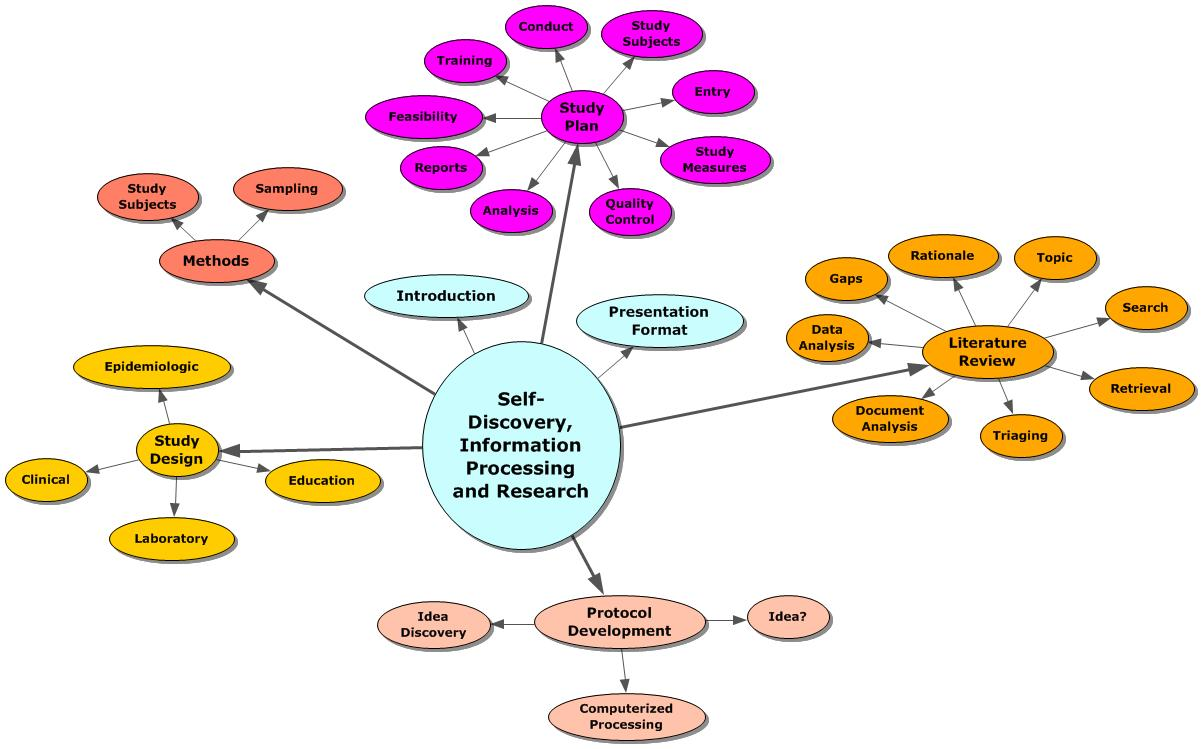 Conduct
Study
Subjects
Training
Entry
Feasibility
Study
Plan
Study
Measures
Reports
Analysis
Quality
Control
Study
Subjects
Sampling
Methods
Introduction
Presentation
Format
Rationale
Topic
Gaps
Search
Data
Analysis
Literature
Review
Retrieval
Document
Analysis
Triaging
Epidemiologic
Study
Design
Clinical
Education
Laboratory
Self-
Discovery,
Information
Processing
and Research
Idea
Discovery
Protocol
Development
Idea?
Computerized
Processing